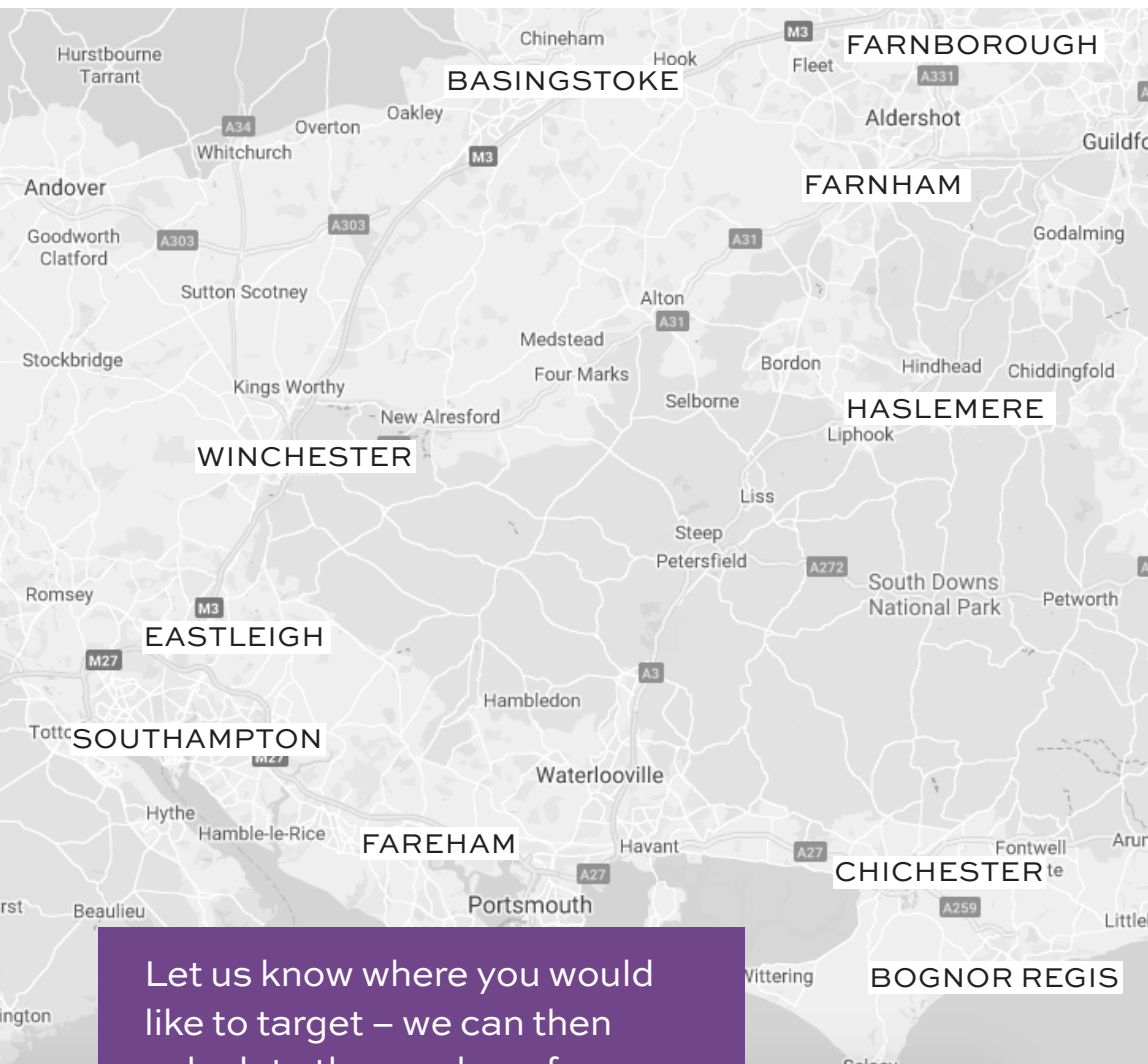 Chineham
M3
FARNBOROUGH
Hurstbourne
Tarrant
Hook
Fleet
BASINGSTOKE
A331
Oakley
Aldershot
A34
Overton
Whitchurch
M3
Andover
FARNHAM
A303
A303
Goodworth
Clatford
A31
Godalming
Sutton Scotney
Alton
A31
Medstead
Stockbridge
Four Marks
Bordon
Hindhead
Chiddingfold
Kings Worthy
Selborne
New Alresford
HASLEMERE
Liphook
WINCHESTER
Liss
Steep
Petersfield
A272
South Downs
National Park
Petworth
Romsey
M3
EASTLEIGH
M27
A3
Hambledon
SOUTHAMPTON
M27
Waterlooville
Hythe
Hamble-le-Rice
FAREHAM
Havant
A27
Fontwell
CHICHESTER
A27
Portsmouth
A259
Beaulieu
BOGNOR REGIS
Wittering
Let us know where you would
like to target – we can then